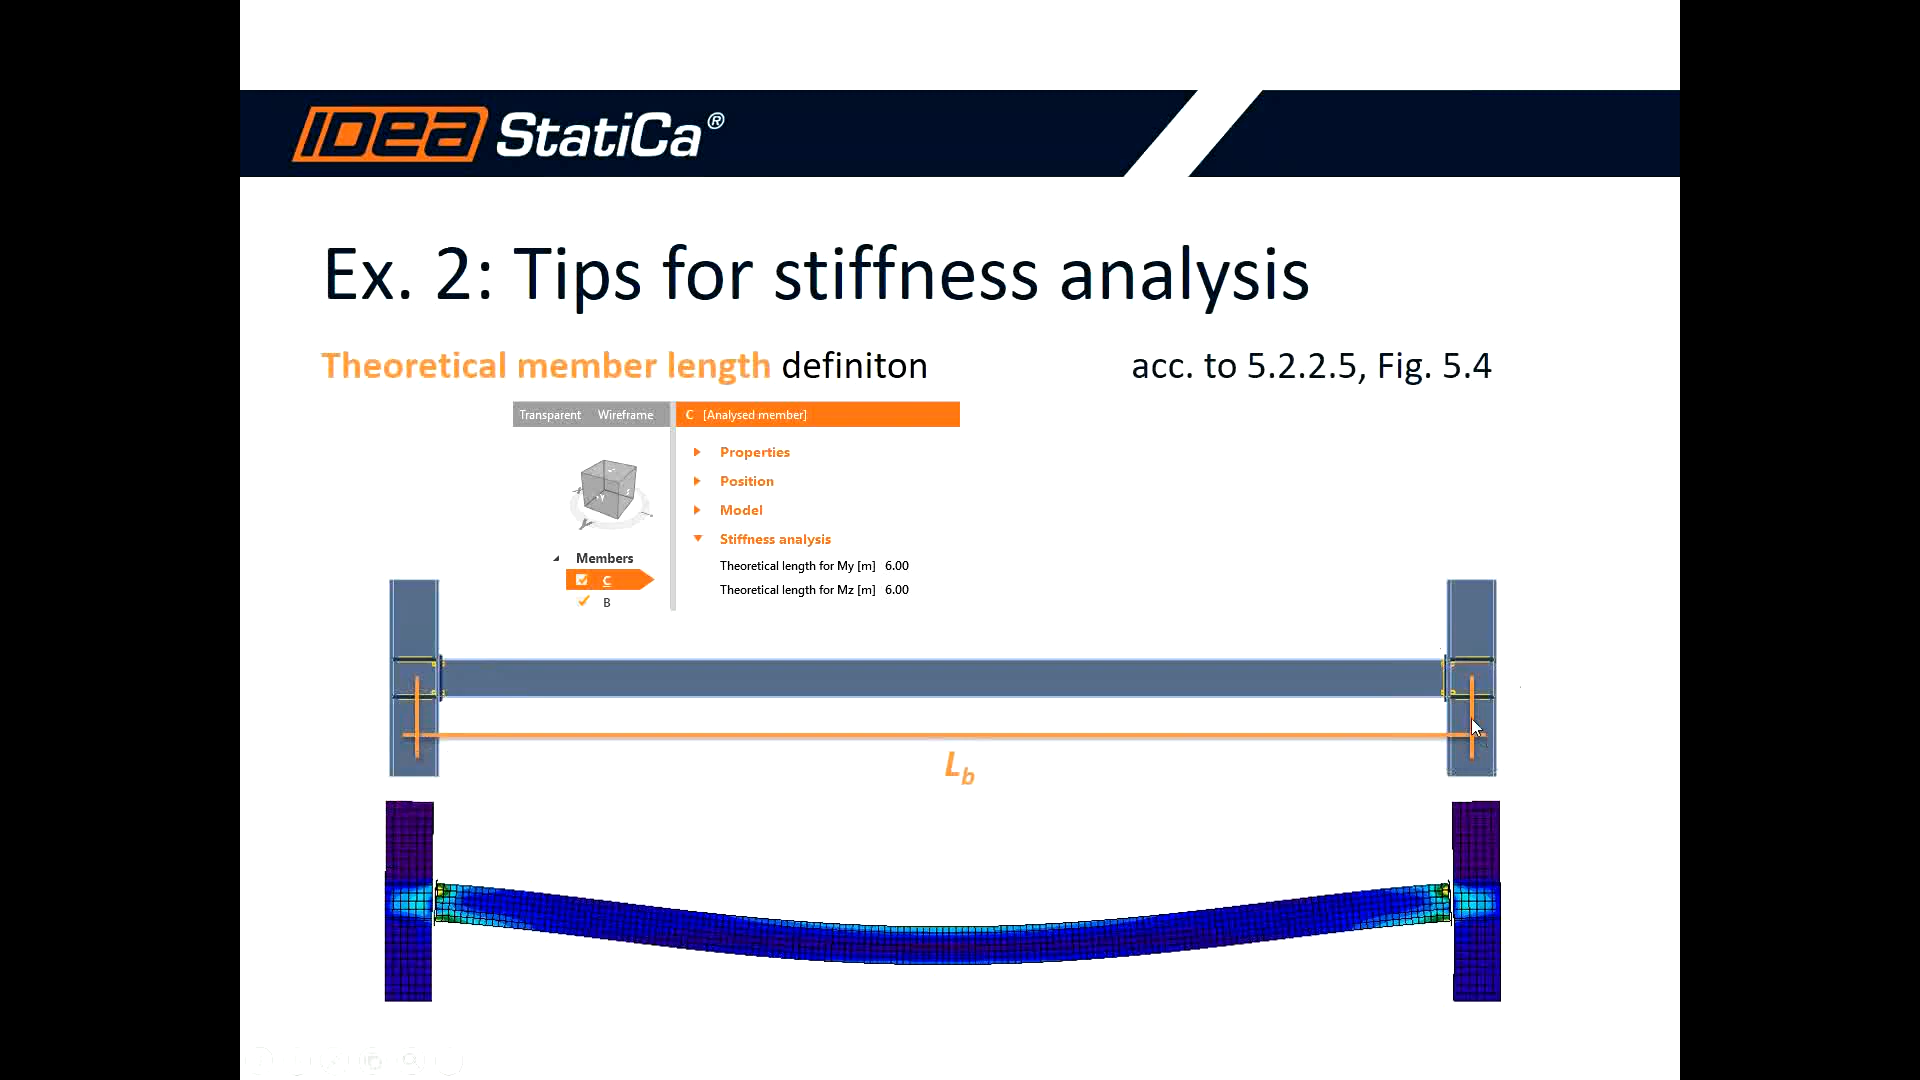 IDEA StatiCa®
Ex. 2: Tips for stiffness analysis
Theoretical member length definiton
acc. to 5.2.2.5, Fig. 5.4
Transparent Wireframe
C [Analysed member]
Properties
Position
Model
Stiffness analysis
Theoretical length for My [m] 6.00
Theoretical length for Mz [m] 6.00
Members
C
B
Lb